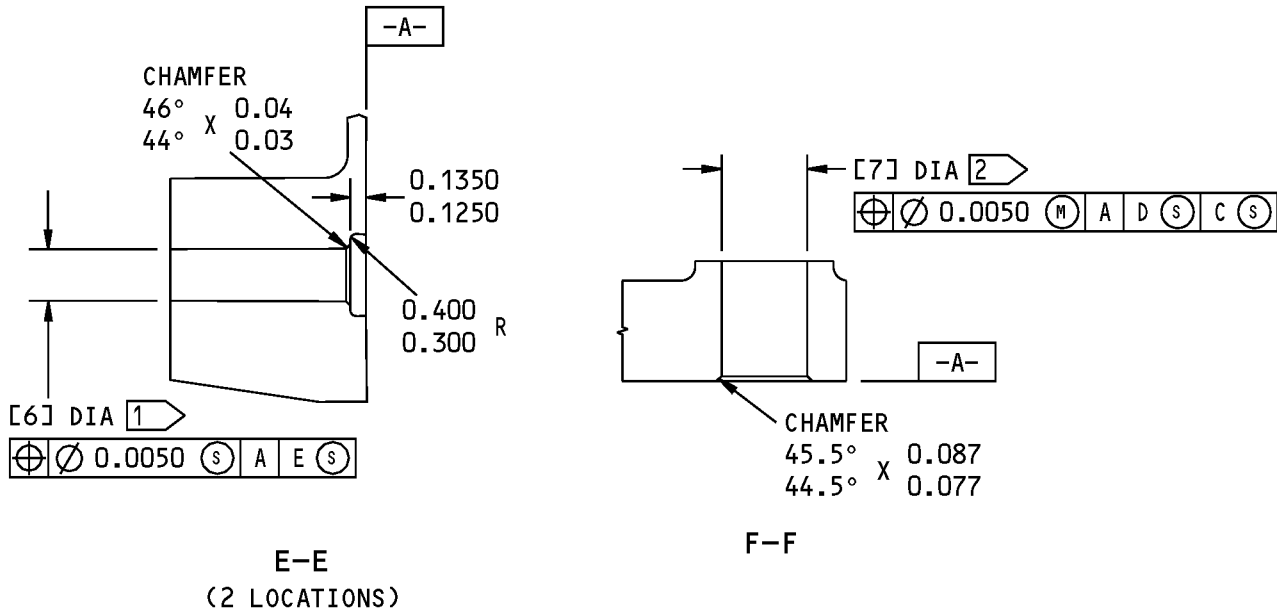 -A-
CHAMFER
46° X 0.04
44° 0.03
0.1350
0.1250
0.400 R
0.300
[6] DIA 1
⌖ ⌀ 0.0050 Ⓢ A E Ⓢ
E-E
(2 LOCATIONS)
[7] DIA 2
⌖ ⌀ 0.0050 Ⓜ A D Ⓢ C Ⓢ
-A-
CHAMFER
45.5° X 0.087
44.5° 0.077
F-F